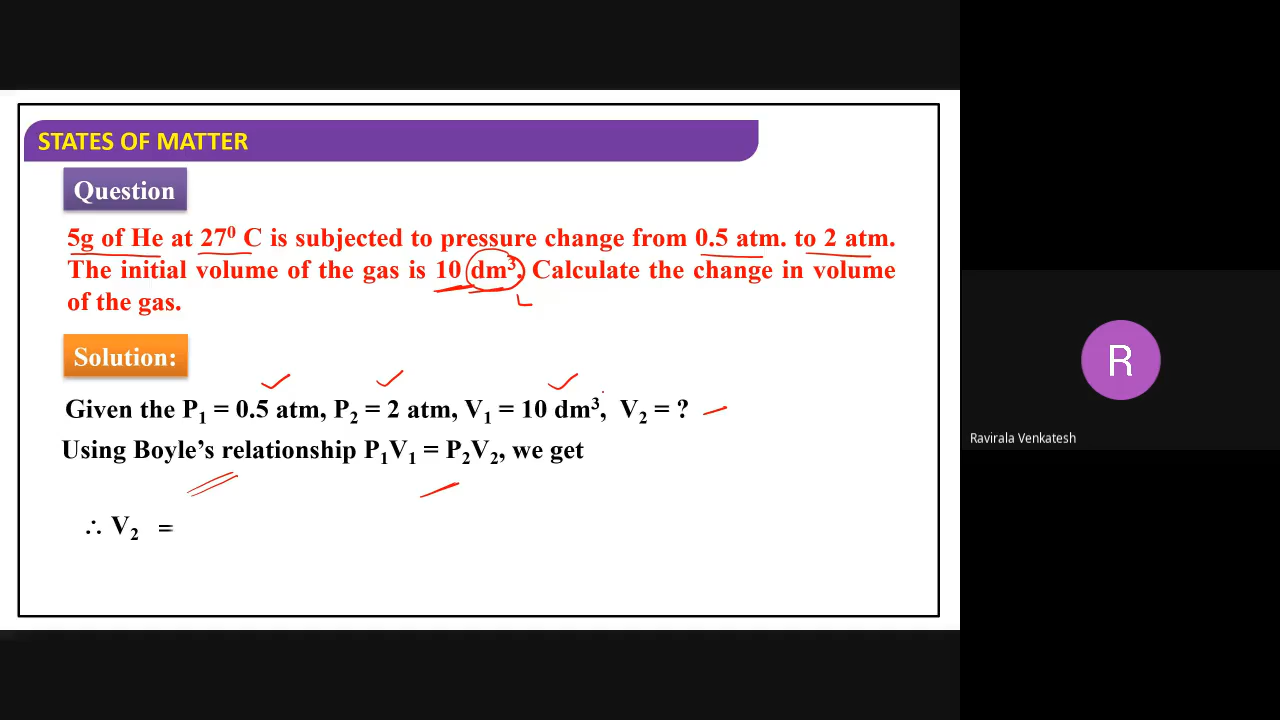 STATES OF MATTER
Question
5g of He at 27⁰ C is subjected to pressure change from 0.5 atm. to 2 atm.
The initial volume of the gas is 10 dm³. Calculate the change in volume
of the gas.
L
Solution:
Given the P₁ = 0.5 atm, P₂ = 2 atm, V₁ = 10 dm³, V₂ = ?
Using Boyle’s relationship P₁V₁ = P₂V₂, we get
∴ V₂ =
R
Ravirala Venkatesh